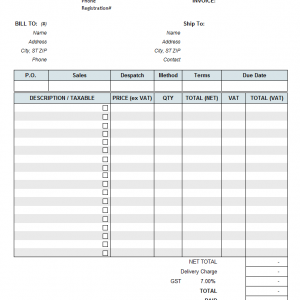 Phone
INVOICE:
Registration#
BILL TO: (#)
Ship To:
Name
Name
Address
Address
City, ST ZIP
City, ST ZIP
Phone
Contact
P.O. Sales Despatch Method Terms Due Date
DESCRIPTION / TAXABLE PRICE (ex VAT) QTY TOTAL (NET) VAT TOTAL (VAT)
NET TOTAL -
Delivery Charge -
GST 7.00% -
TOTAL -
PAID -